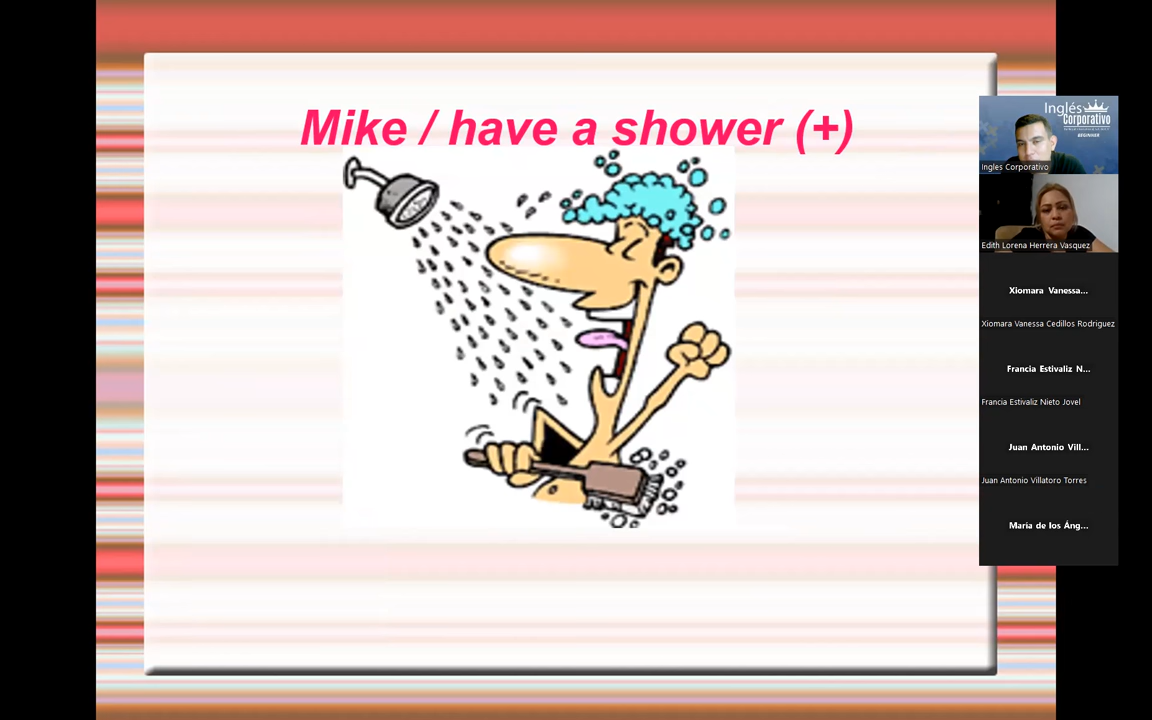 Mike / have a shower (+)
Inglés
Corporativo
BEGINNER
Ingles Corporativo
Edith Lorena Herrera Vasquez
Xiomara Vanessa...
Xiomara Vanessa Cedillos Rodriguez
Francia Estivaliz N...
Francia Estivaliz Nieto Jovel
Juan Antonio Vill...
Juan Antonio Villatoro Torres
Maria de los Áng...